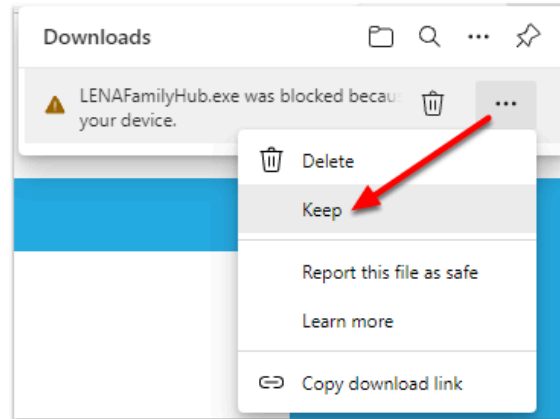 Downloads
LENAFamilyHub.exe was blocked becau
your device.
Delete
Keep
Report this file as safe
Learn more
Copy download link